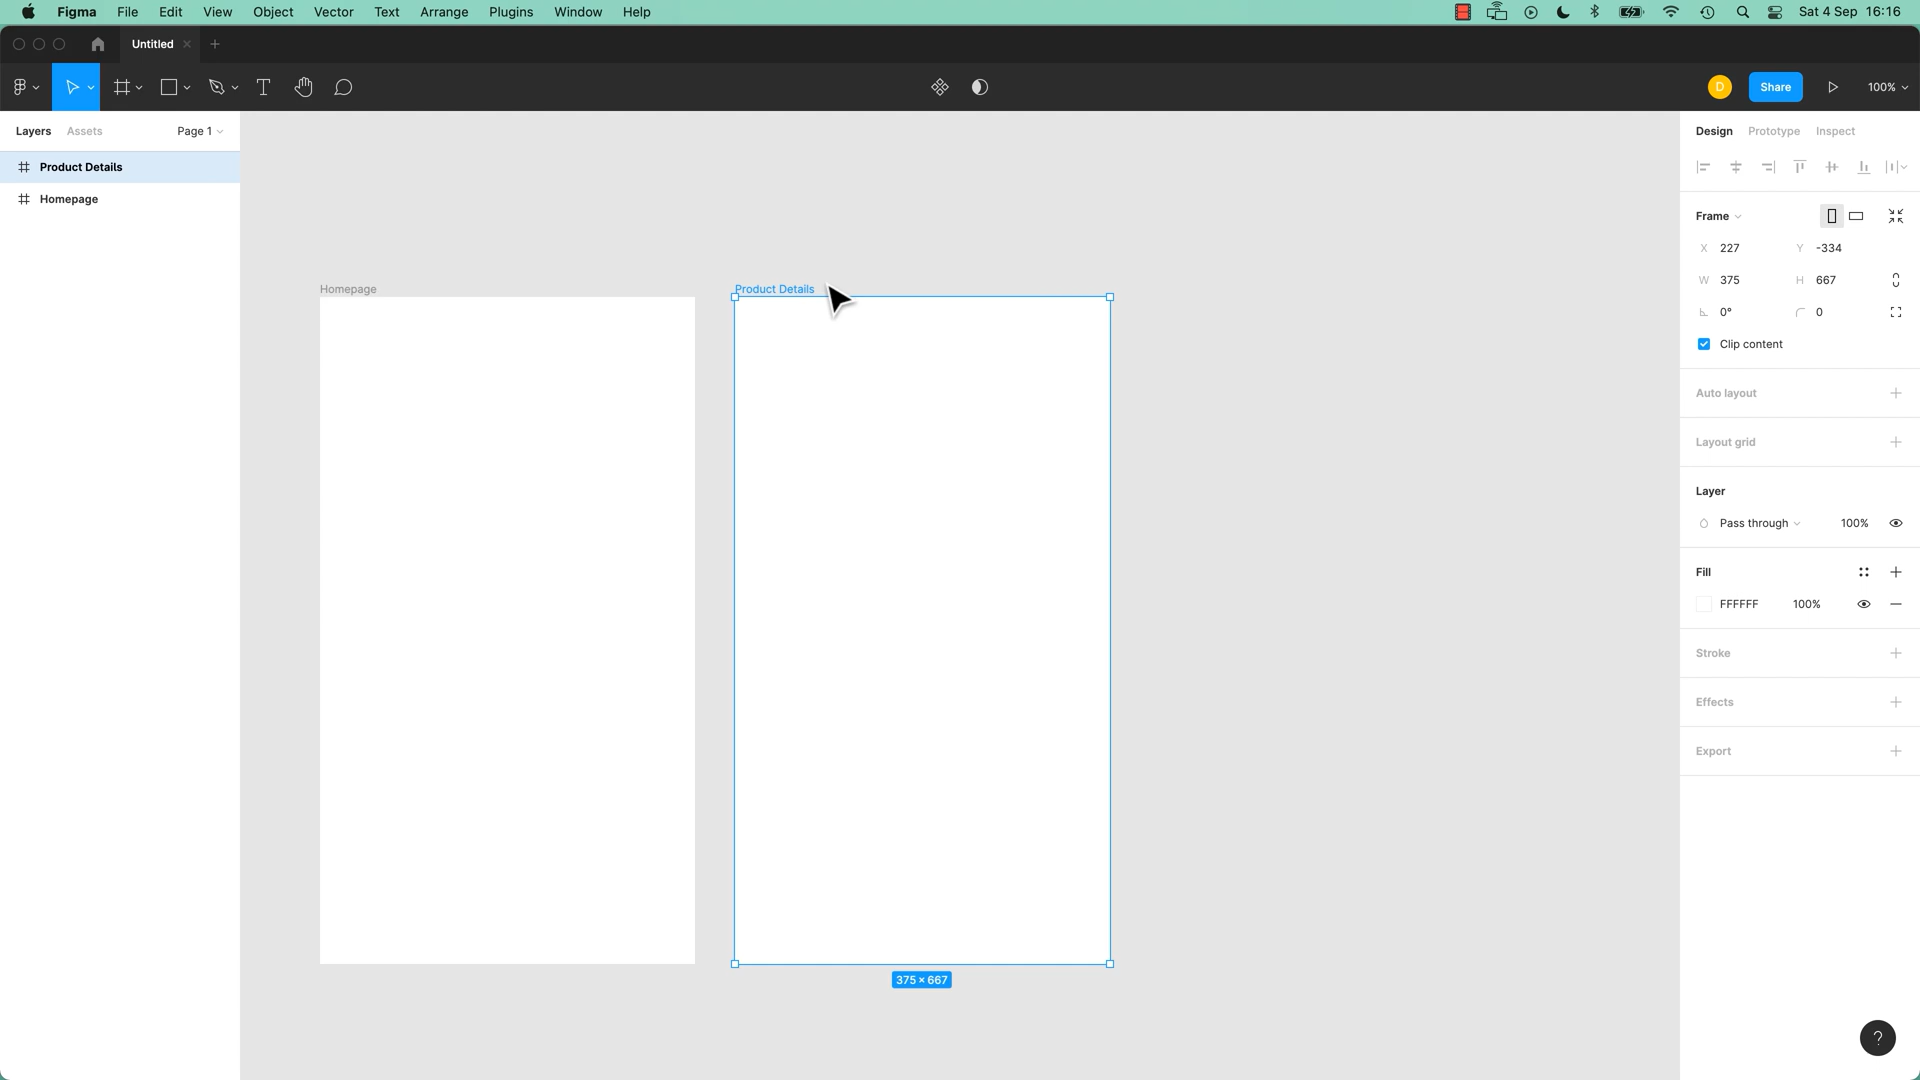 Figma File Edit View Object Vector Text Arrange Plugins Window Help Sat 4 Sep 16:16
Untitled
D Share 100%
Layers Assets Page 1
Product Details
Homepage
Homepage
Product Details
375 × 667
Design Prototype Inspect
Frame
X 227 Y -334
W 375 H 667
0° 0
Clip content
Auto layout
Layout grid
Layer
Pass through 100%
Fill
FFFFFF 100%
Stroke
Effects
Export
?